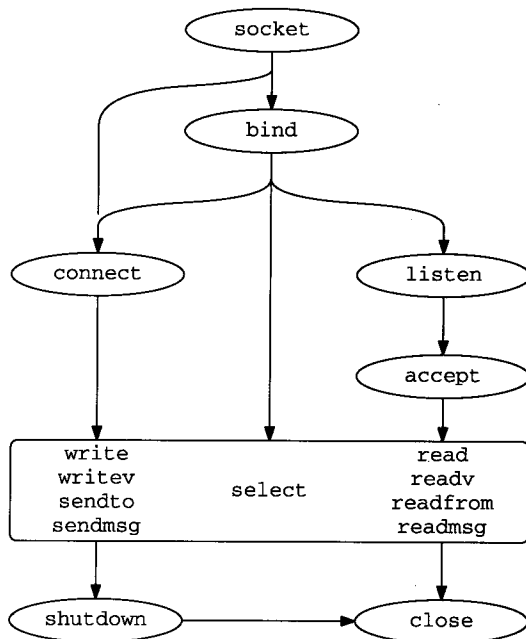 socket
bind
connect
listen
accept
write
writev
sendto
sendmsg
select
read
readv
readfrom
readmsg
shutdown
close